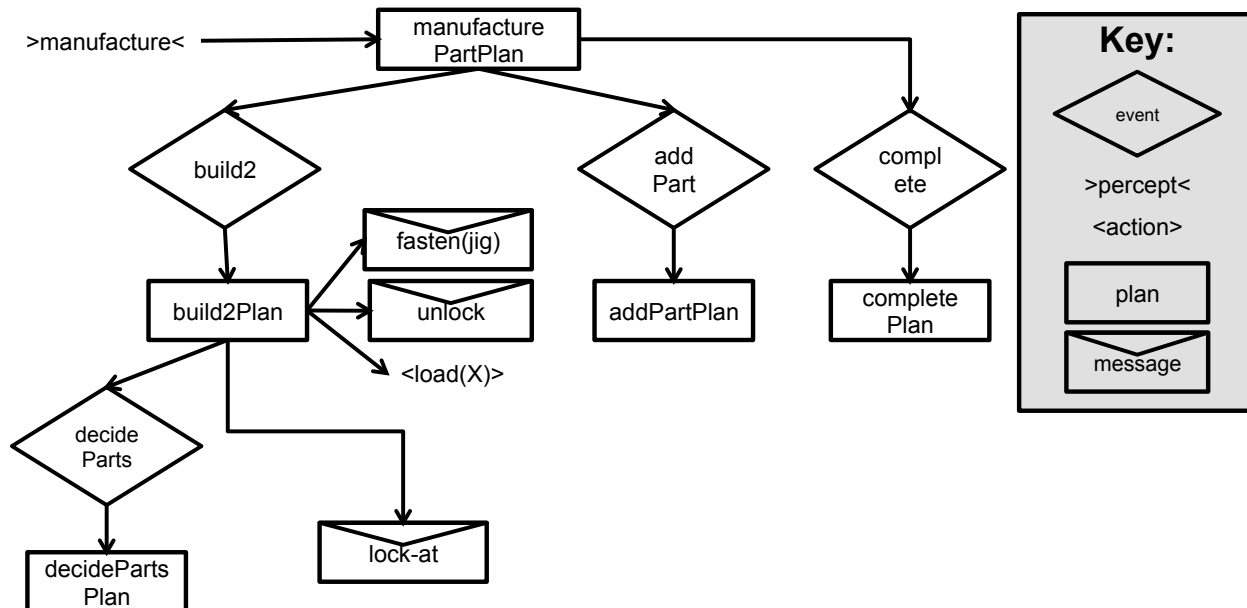 >manufacture<
manufacture
PartPlan
Key:
event
>percept<
<action>
plan
message
build2
add
Part
compl
ete
fasten(jig)
build2Plan
unlock
addPartPlan
complete
Plan
<load(X)>
decide
Parts
lock-at
decideParts
Plan